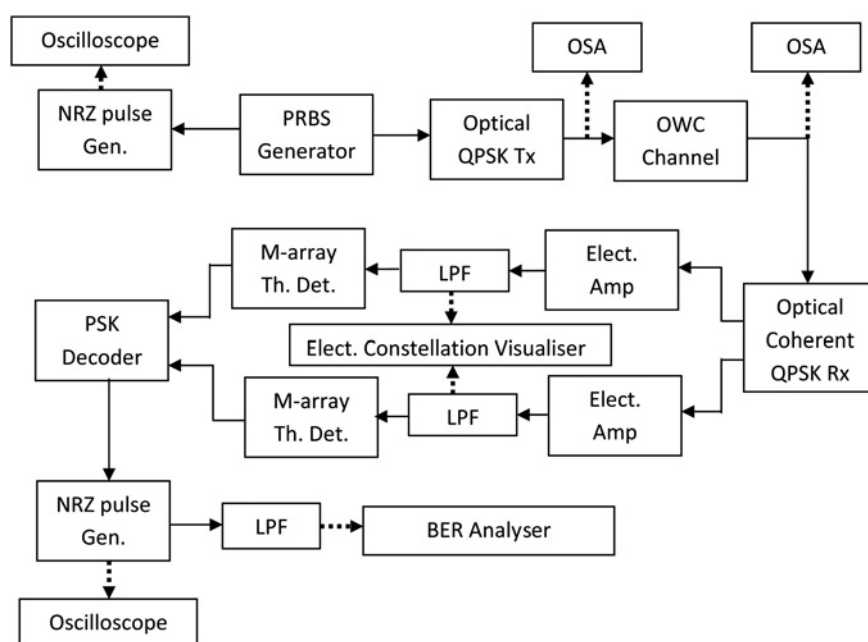 Oscilloscope
OSA
OSA
NRZ pulse
Gen.
PRBS
Generator
Optical
QPSK Tx
OWC
Channel
M-array
Th. Det.
LPF
Elect.
Amp
PSK
Decoder
Elect. Constellation Visualiser
Optical
Coherent
QPSK Rx
M-array
Th. Det.
LPF
Elect.
Amp
NRZ pulse
Gen.
LPF
BER Analyser
Oscilloscope